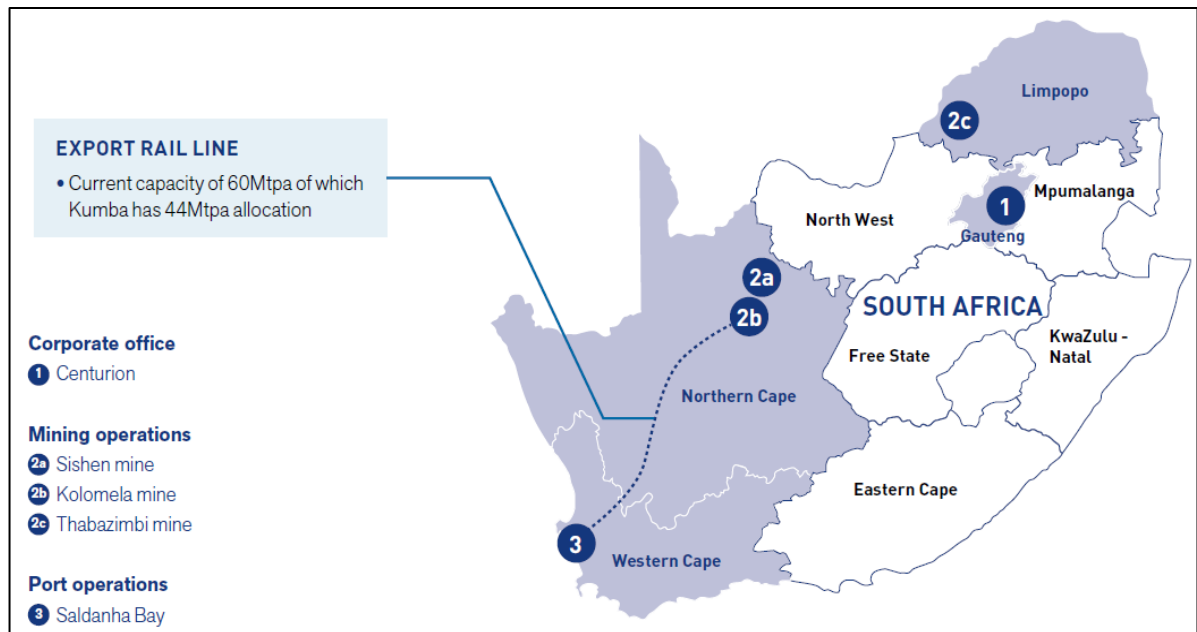 EXPORT RAIL LINE
• Current capacity of 60Mtpa of which
Kumba has 44Mtpa allocation
Corporate office
1 Centurion
Mining operations
2a Sishen mine
2b Kolomela mine
2c Thabazimbi mine
Port operations
3 Saldanha Bay
Limpopo
2c
Mpumalanga
1
North West
Gauteng
2a
SOUTH AFRICA
2b
KwaZulu -
Natal
Free State
Northern Cape
Eastern Cape
3
Western Cape